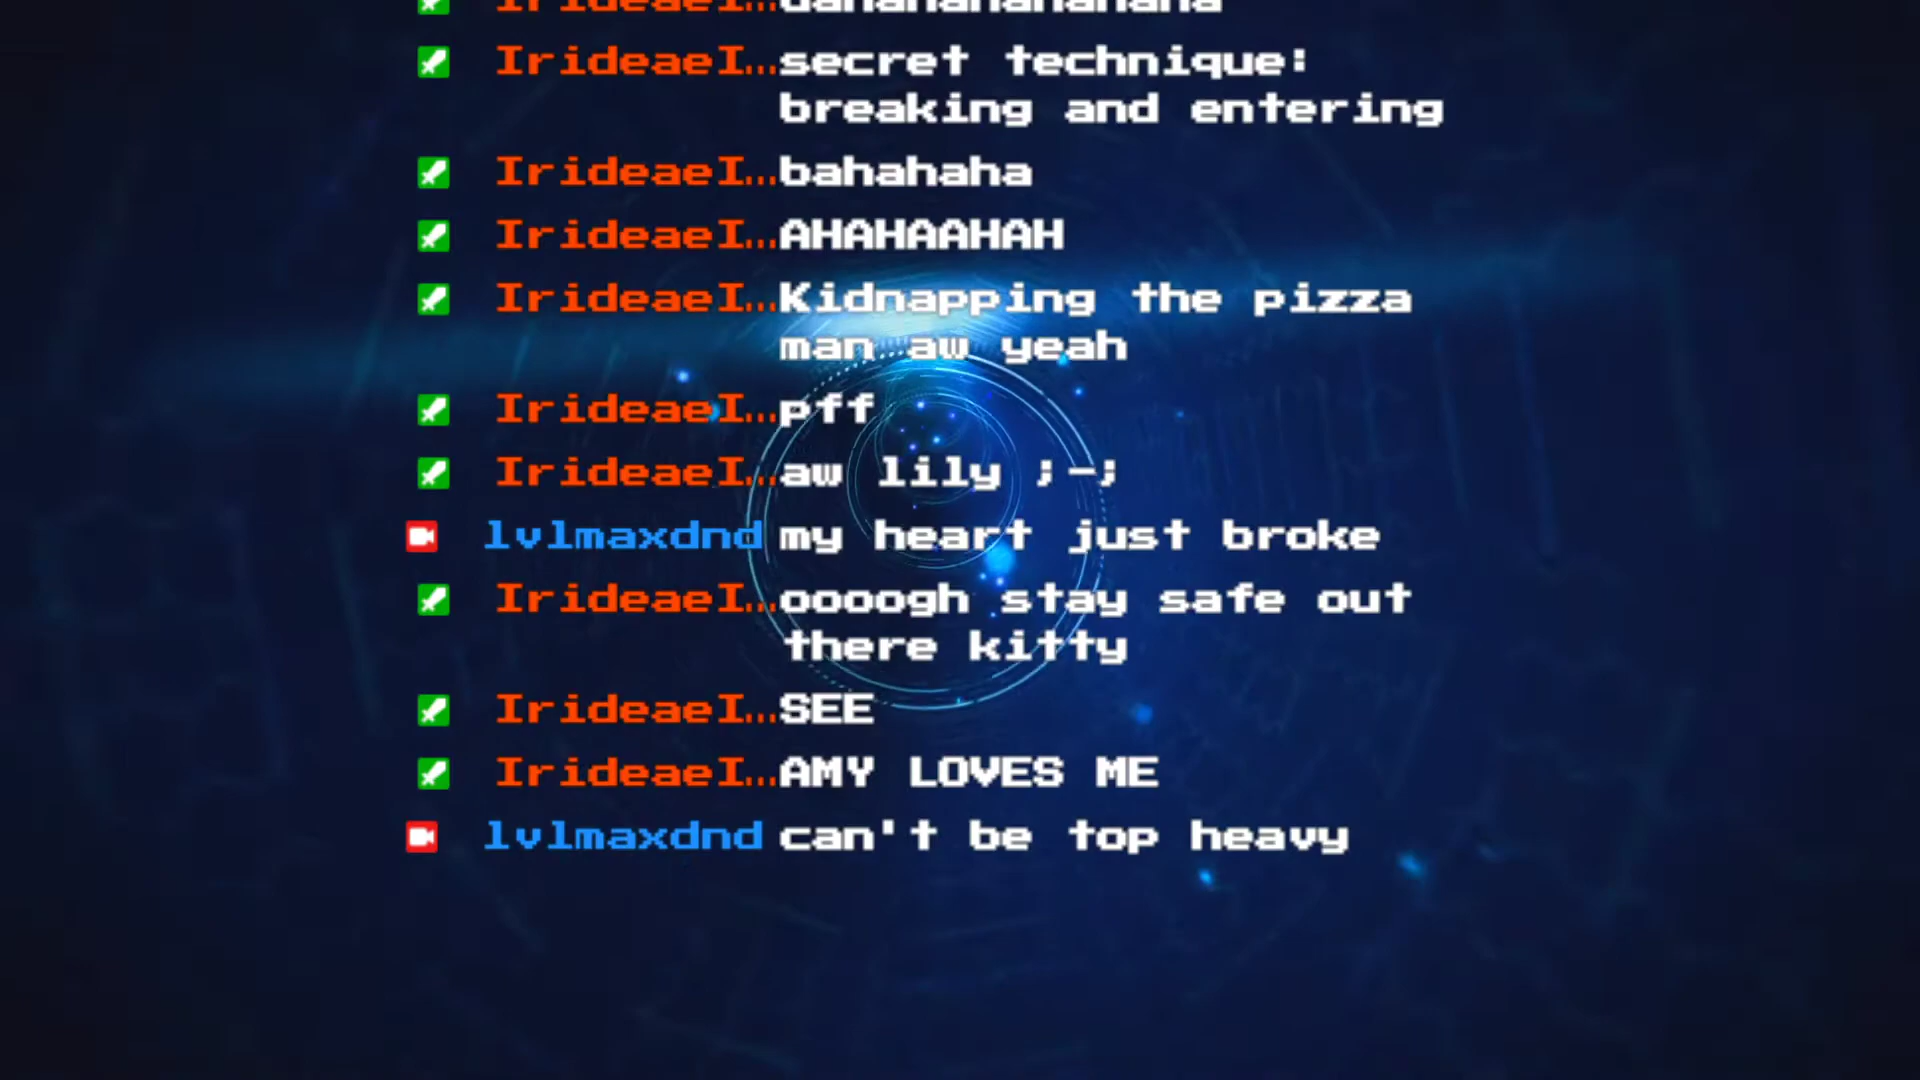 IrideaeI...
IrideaeI...secret technique:
breaking and entering
IrideaeI...bahahaha
IrideaeI...AHAHAAHAH
IrideaeI...Kidnapping the pizza
man aw yeah
IrideaeI...pff
IrideaeI...aw lily ;-;
lvlmaxdnd my heart just broke
IrideaeI...oooogh stay safe out
there kitty
IrideaeI...SEE
IrideaeI...AMY LOVES ME
lvlmaxdnd can't be top heavy